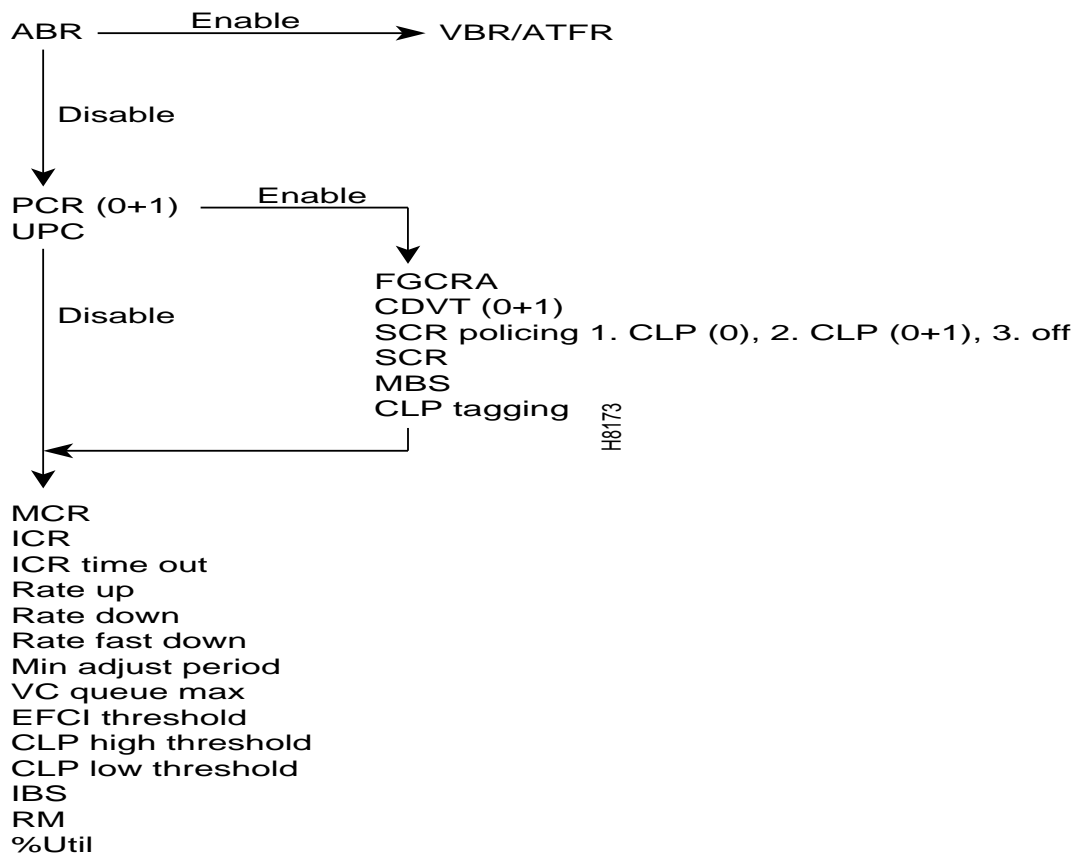 ABR
Enable
VBR/ATFR
Disable
PCR (0+1)
Enable
UPC
FGCRA
CDVT (0+1)
Disable
SCR policing 1. CLP (0), 2. CLP (0+1), 3. off
SCR
MBS
CLP tagging
H8173
MCR
ICR
ICR time out
Rate up
Rate down
Rate fast down
Min adjust period
VC queue max
EFCI threshold
CLP high threshold
CLP low threshold
IBS
RM
%Util